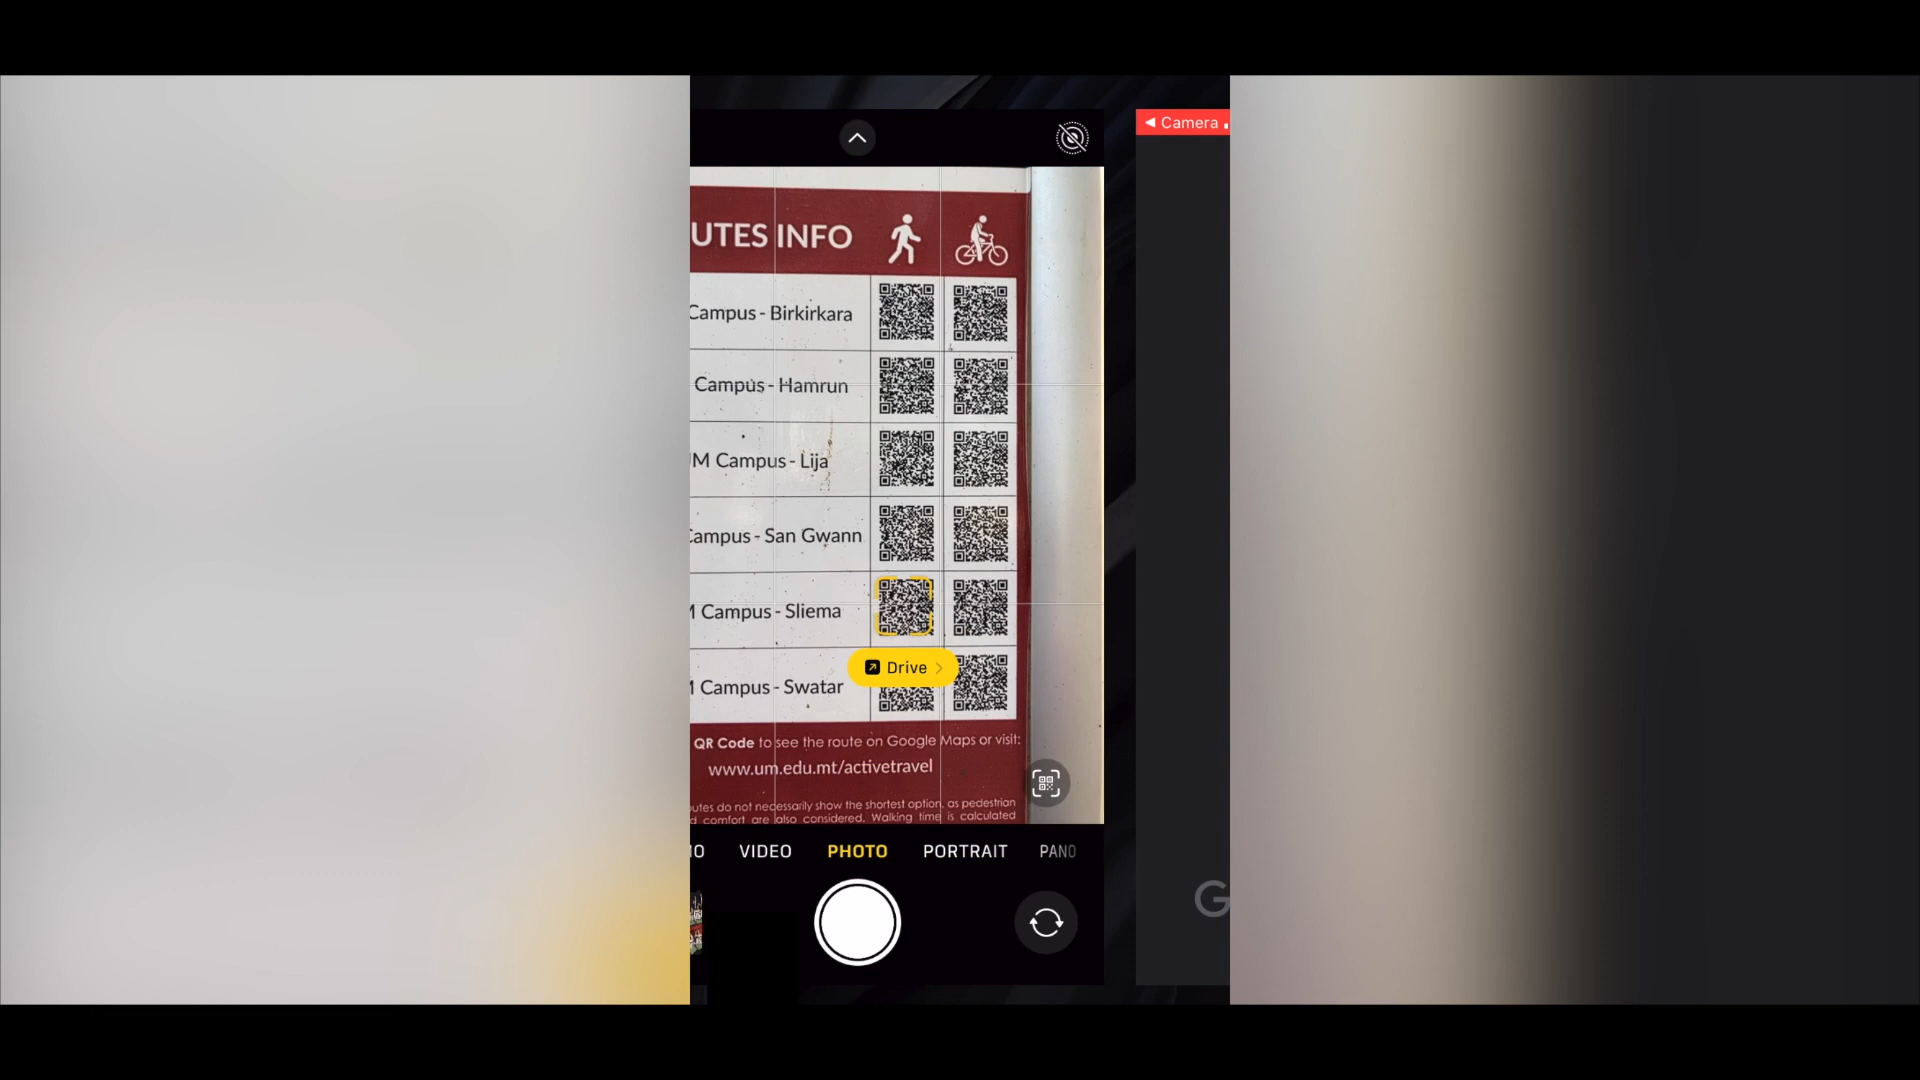 Camera
UTES INFO
Campus - Birkirkara
Campus - Hamrun
M Campus - Lija
Campus - San Gwann
Campus - Sliema
Drive
Campus - Swatar
QR Code to see the route on Google Maps or visit:
www.um.edu.mt/activetravel
utes do not necessarily show the shortest option, as pedestrian
d comfort are also considered. Walking time is calculated
VIDEO
PHOTO
PORTRAIT
PANO
G